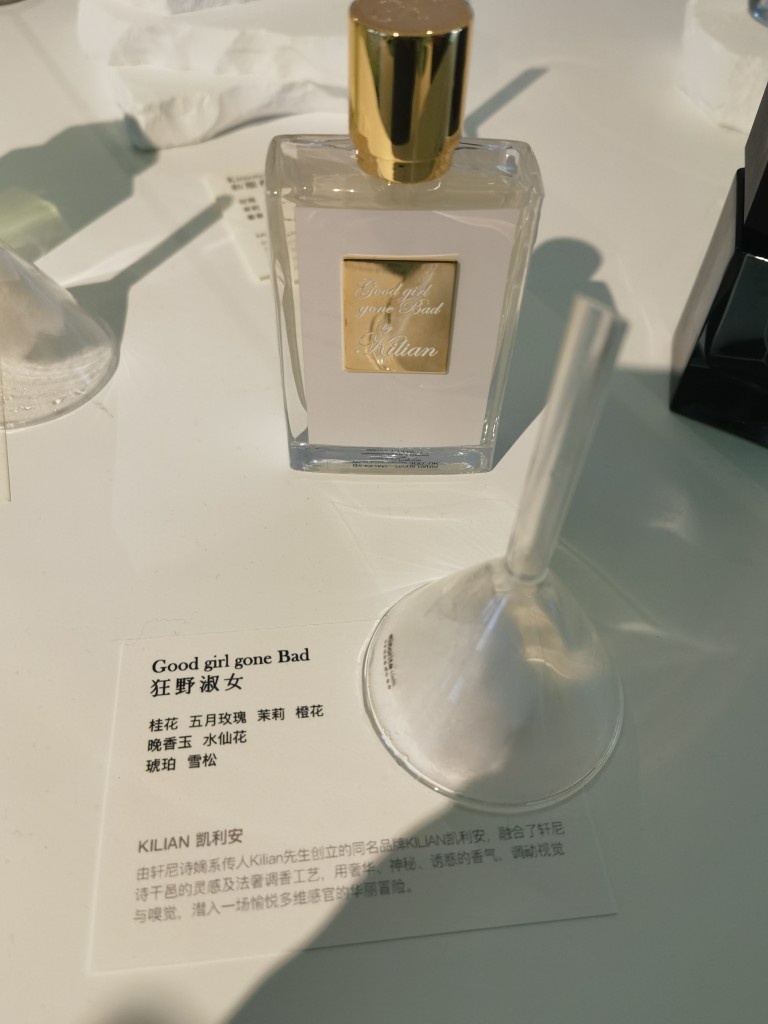 Good girl
gone Bad
by
Kilian
Good girl gone Bad
狂野淑女
桂花 五月玫瑰 茉莉 橙花
晚香玉 水仙花
琥珀 雪松
KILIAN 凯利安
由轩尼诗嫡系传人Kilian先生创立的同名品牌KILIAN凯利安，融合了轩尼
诗干邑的灵感及法奢调香工艺，用奢华、神秘、诱惑的香气，调动视觉
与嗅觉，潜入一场愉悦多维感官的华丽冒险。